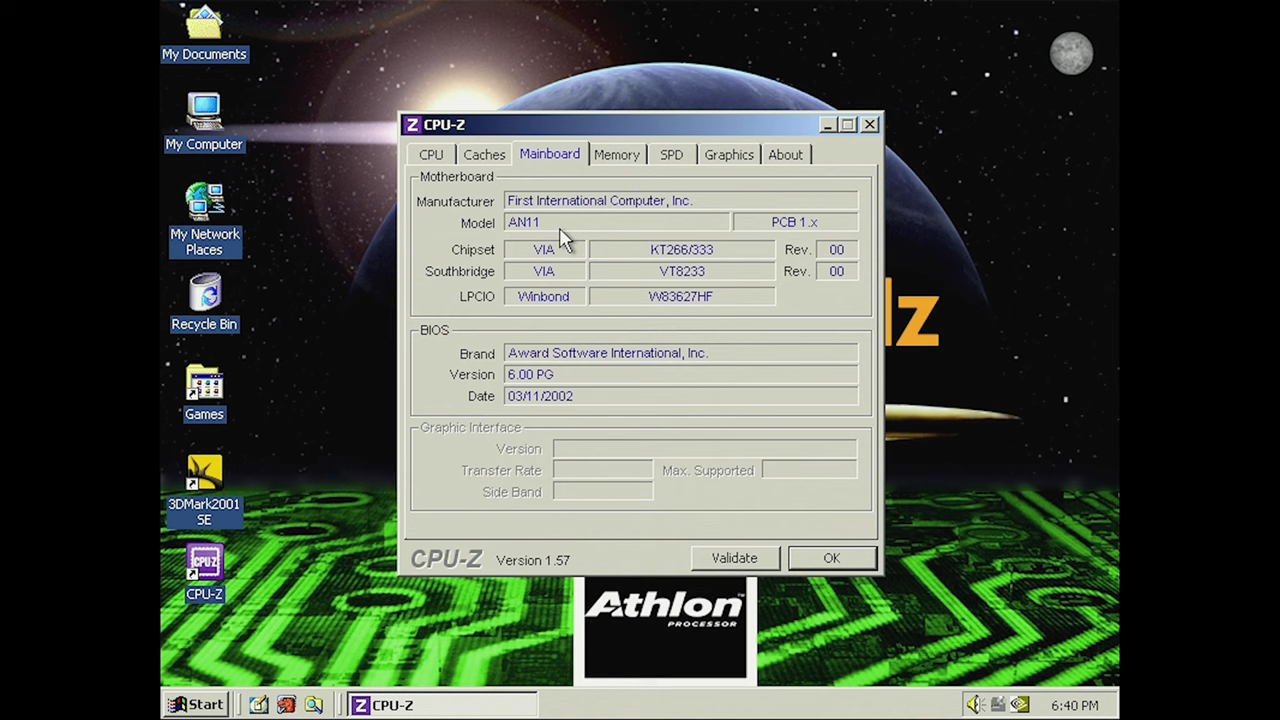 My Documents
My Computer
My Network
Places
Recycle Bin
Games
3DMark2001
SE
CPU-Z
CPU-Z
CPU Caches Mainboard Memory SPD Graphics About
Motherboard
Manufacturer First International Computer, Inc.
Model AN11 PCB 1.x
Chipset VIA KT266/333 Rev. 00
Southbridge VIA VT8233 Rev. 00
LPCIO Winbond W83627HF
BIOS
Brand Award Software International, Inc.
Version 6.00 PG
Date 03/11/2002
Graphic Interface
Version
Transfer Rate Max. Supported
Side Band
CPU-Z Version 1.57 Validate OK
lz
Athlon™
PROCESSOR
Start CPU-Z 6:40 PM